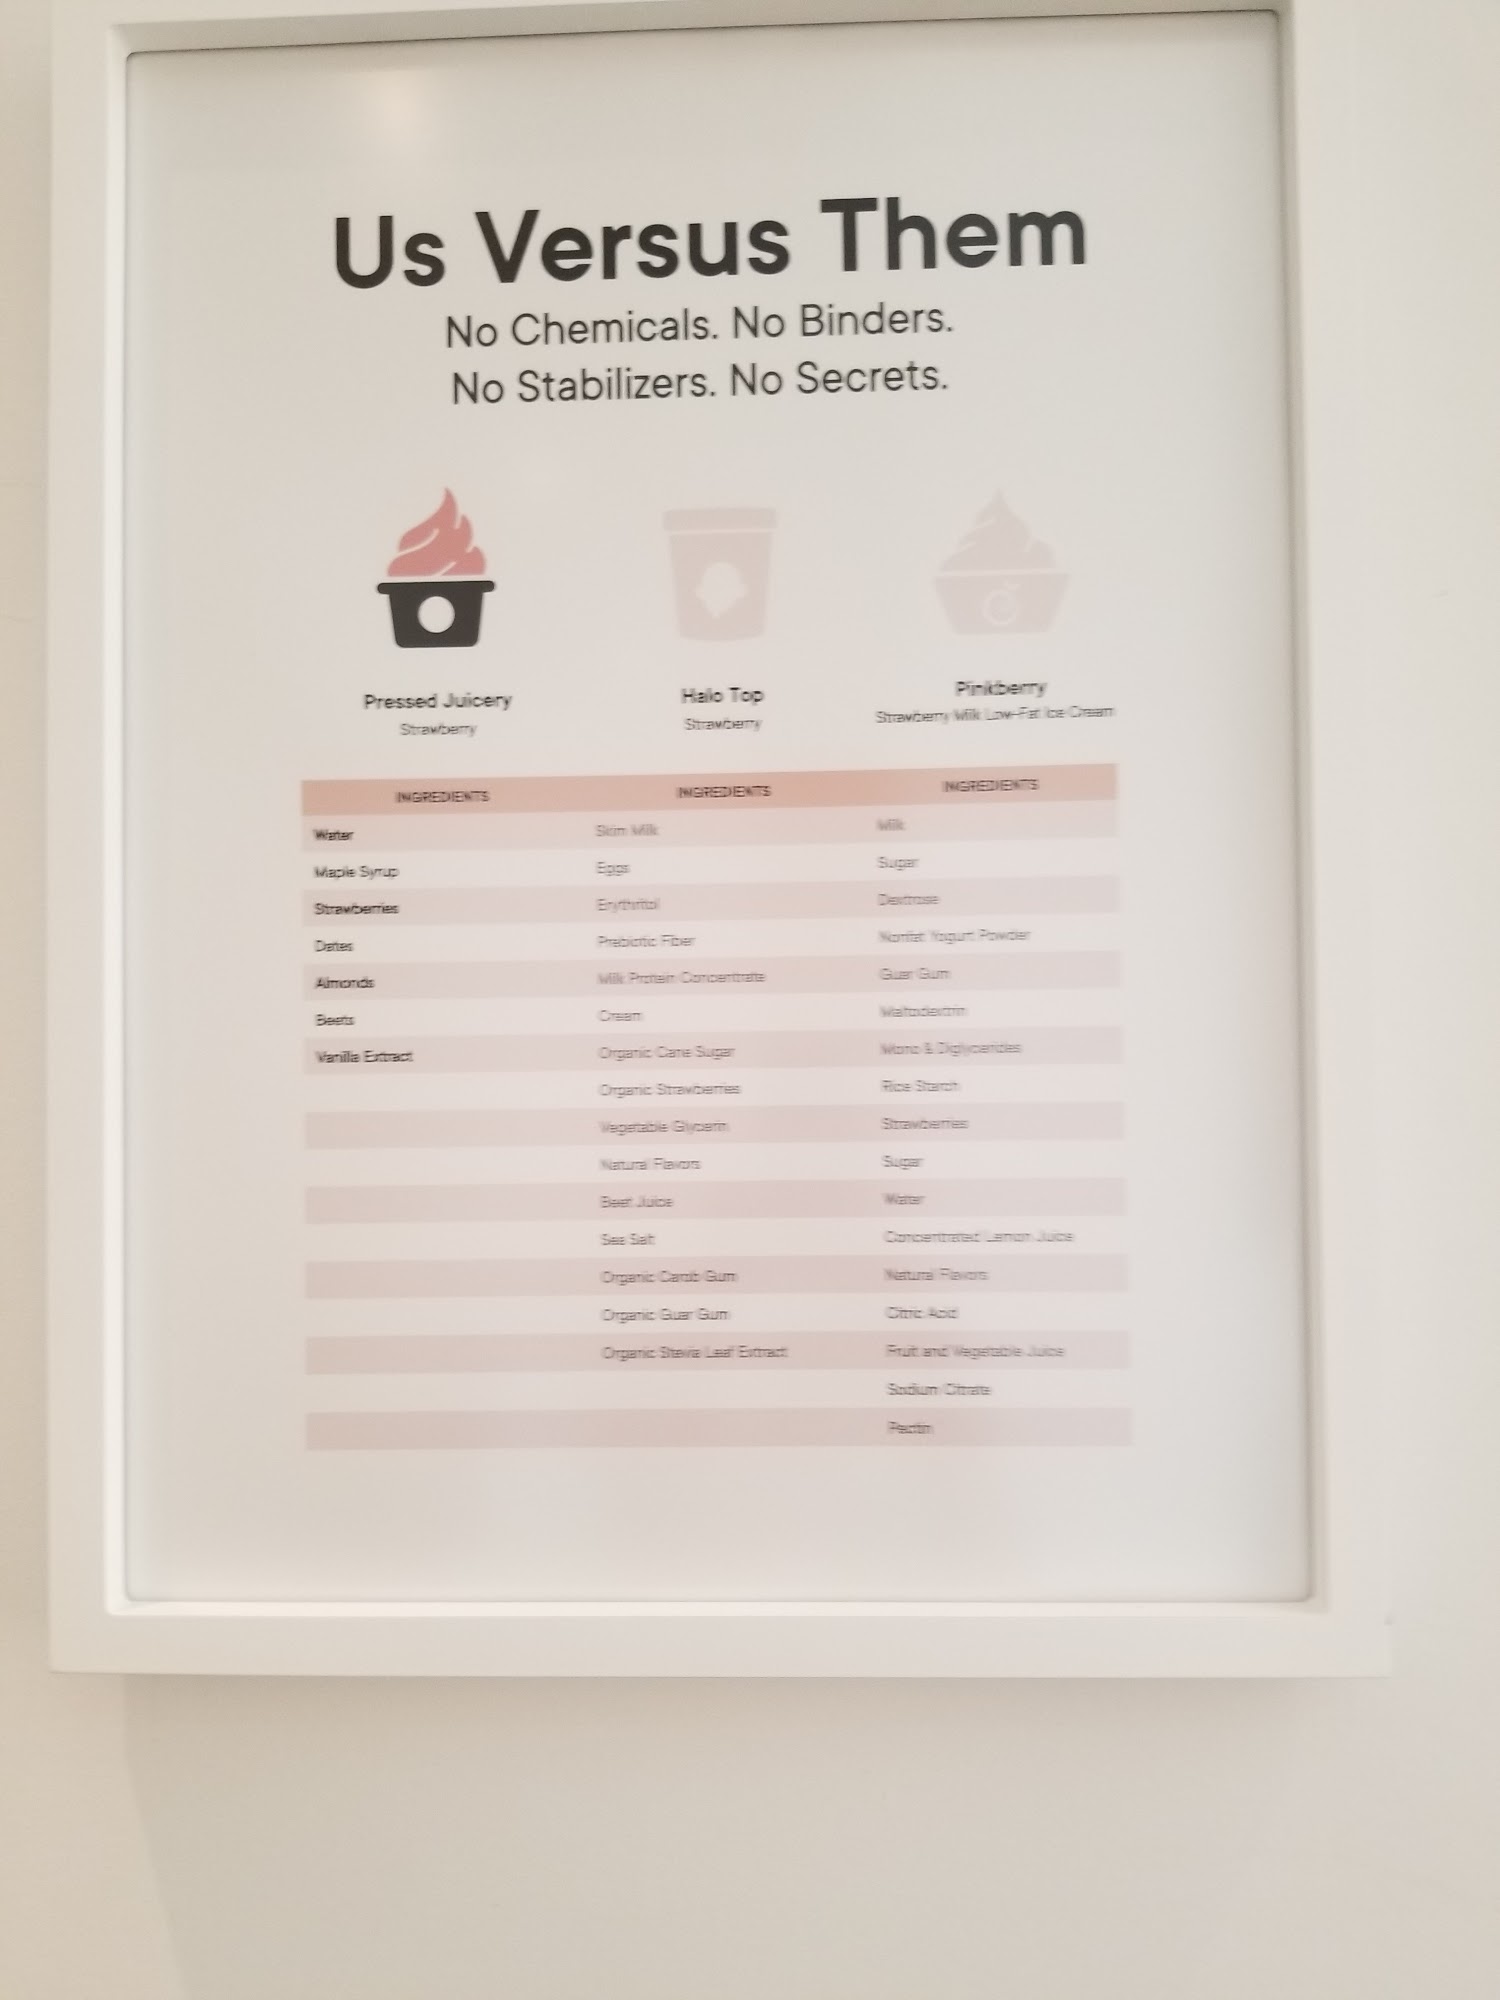 Us Versus Them
No Chemicals. No Binders.
No Stabilizers. No Secrets.
Pressed Juicery Halo Top Pinkberry
Strawberry Strawberry Strawberry Milk Low-Fat Ice Cream
INGREDIENTS INGREDIENTS INGREDIENTS
Water Skim Milk Milk
Maple Syrup Eggs Sugar
Strawberries Erythritol Dextrose
Dates Prebiotic Fiber Nonfat Yogurt Powder
Almonds Milk Protein Concentrate Guar Gum
Beets Cream Maltodextrin
Vanilla Extract Organic Cane Sugar Mono & Diglycerides
Organic Strawberries Rice Starch
Vegetable Glycerin Strawberries
Natural Flavors Sugar
Beet Juice Water
Sea Salt Concentrated Lemon Juice
Organic Carob Gum Natural Flavors
Organic Guar Gum Citric Acid
Organic Stevia Leaf Extract Fruit and Vegetable Juice
Sodium Citrate
Pectin